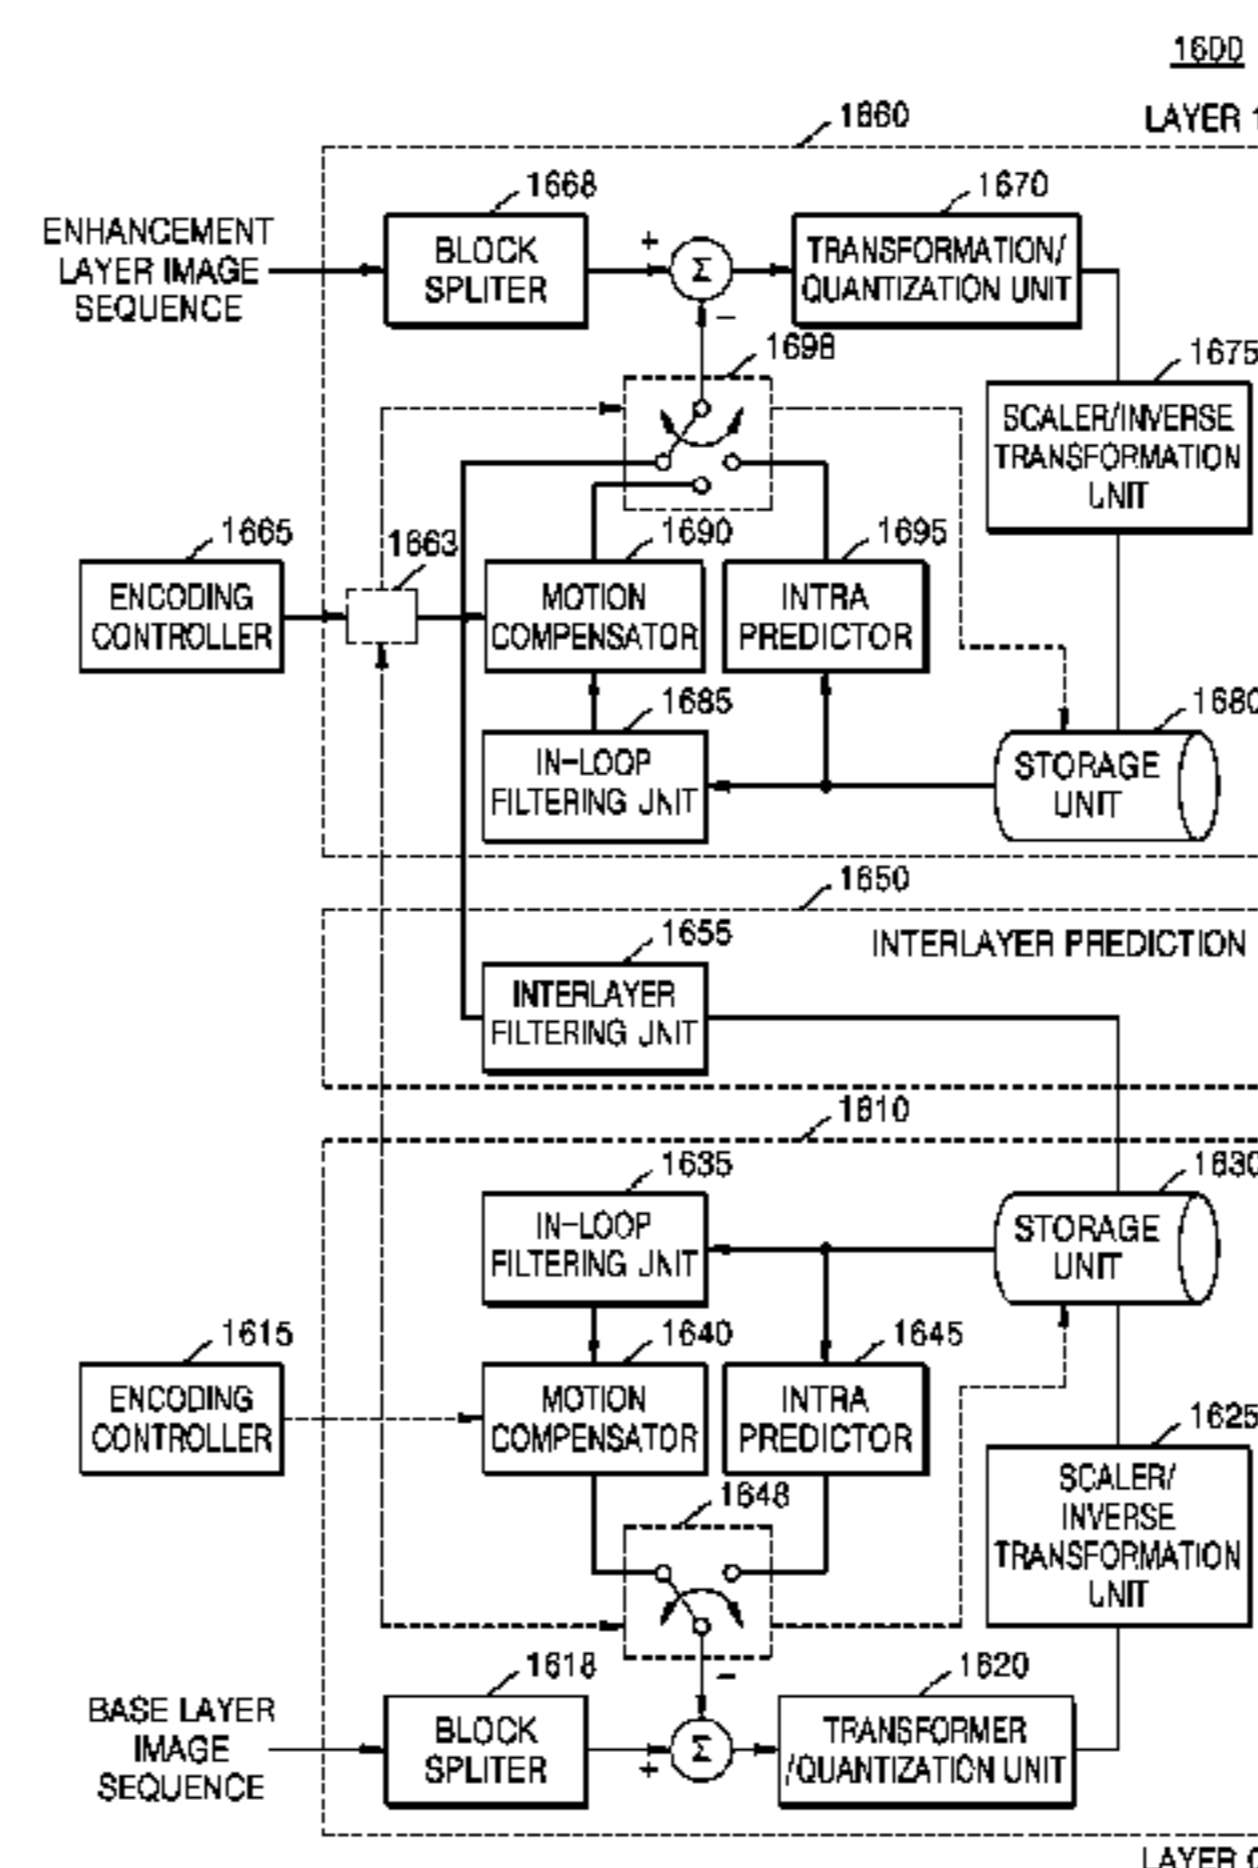 1600
LAYER 1
1660
1668
1670
ENHANCEMENT
LAYER IMAGE
SEQUENCE
BLOCK
SPLITER
+
Σ
−
TRANSFORMATION/
QUANTIZATION UNIT
1698
1675
SCALER/INVERSE
TRANSFORMATION
UNIT
1665
1663
1690
1695
ENCODING
CONTROLLER
MOTION
COMPENSATOR
INTRA
PREDICTOR
1685
1680
IN-LOOP
FILTERING UNIT
STORAGE
UNIT
1650
1655
INTERLAYER PREDICTION
INTERLAYER
FILTERING UNIT
1610
1635
1630
IN-LOOP
FILTERING UNIT
STORAGE
UNIT
1615
1640
1645
ENCODING
CONTROLLER
MOTION
COMPENSATOR
INTRA
PREDICTOR
1625
1648
SCALER/
INVERSE
TRANSFORMATION
UNIT
1618
1620
BASE LAYER
IMAGE
SEQUENCE
BLOCK
SPLITER
−
+
Σ
TRANSFORMER
/QUANTIZATION UNIT
LAYER 0